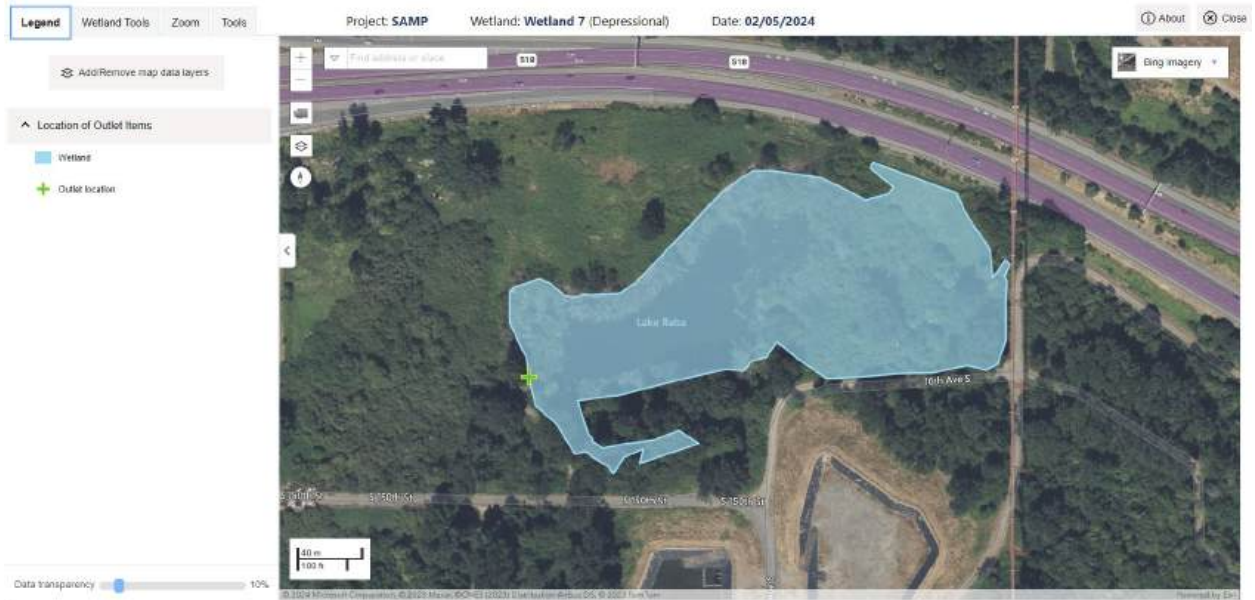 Legend Wetland Tools Zoom Tools Project: SAMP Wetland: Wetland 7 (Depressional) Date: 02/05/2024 About Close
Find address or place
518
518
Bing Imagery
Add/Remove map data layers
Location of Outlet Items
Wetland
Outlet location
Lake Reba
16th Ave S
S 150th St
S 150th St
S 150th St
40 m
100 ft
Data transparency 10%
Powered by Esri